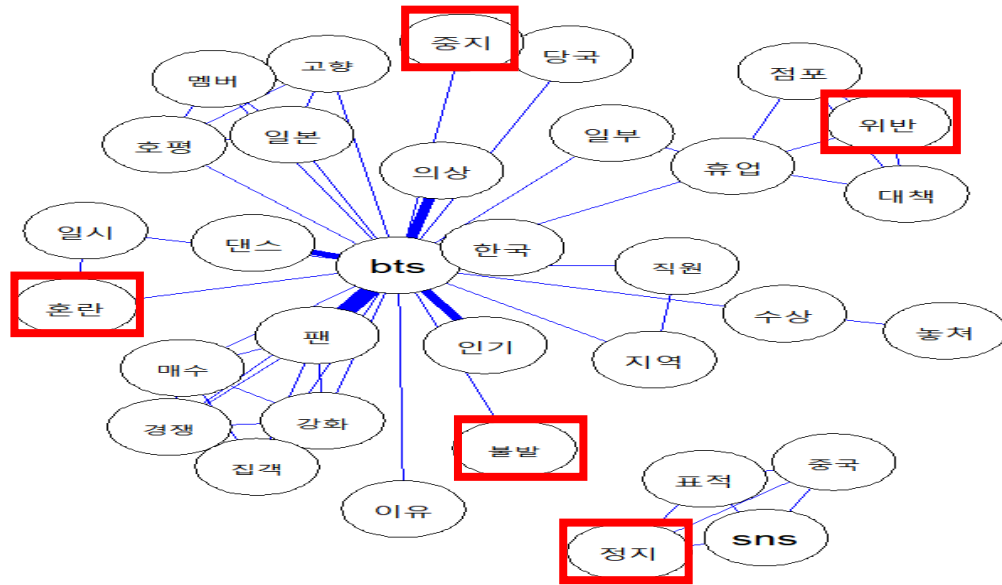 중지
당국
고향
멤버
점포
위반
호평
일본
일부
의상
휴업
대책
일시
댄스
bts
한국
직원
혼란
수상
놓쳐
팬
인기
지역
매수
경쟁
강화
집객
불발
이유
표적
중국
정지
sns